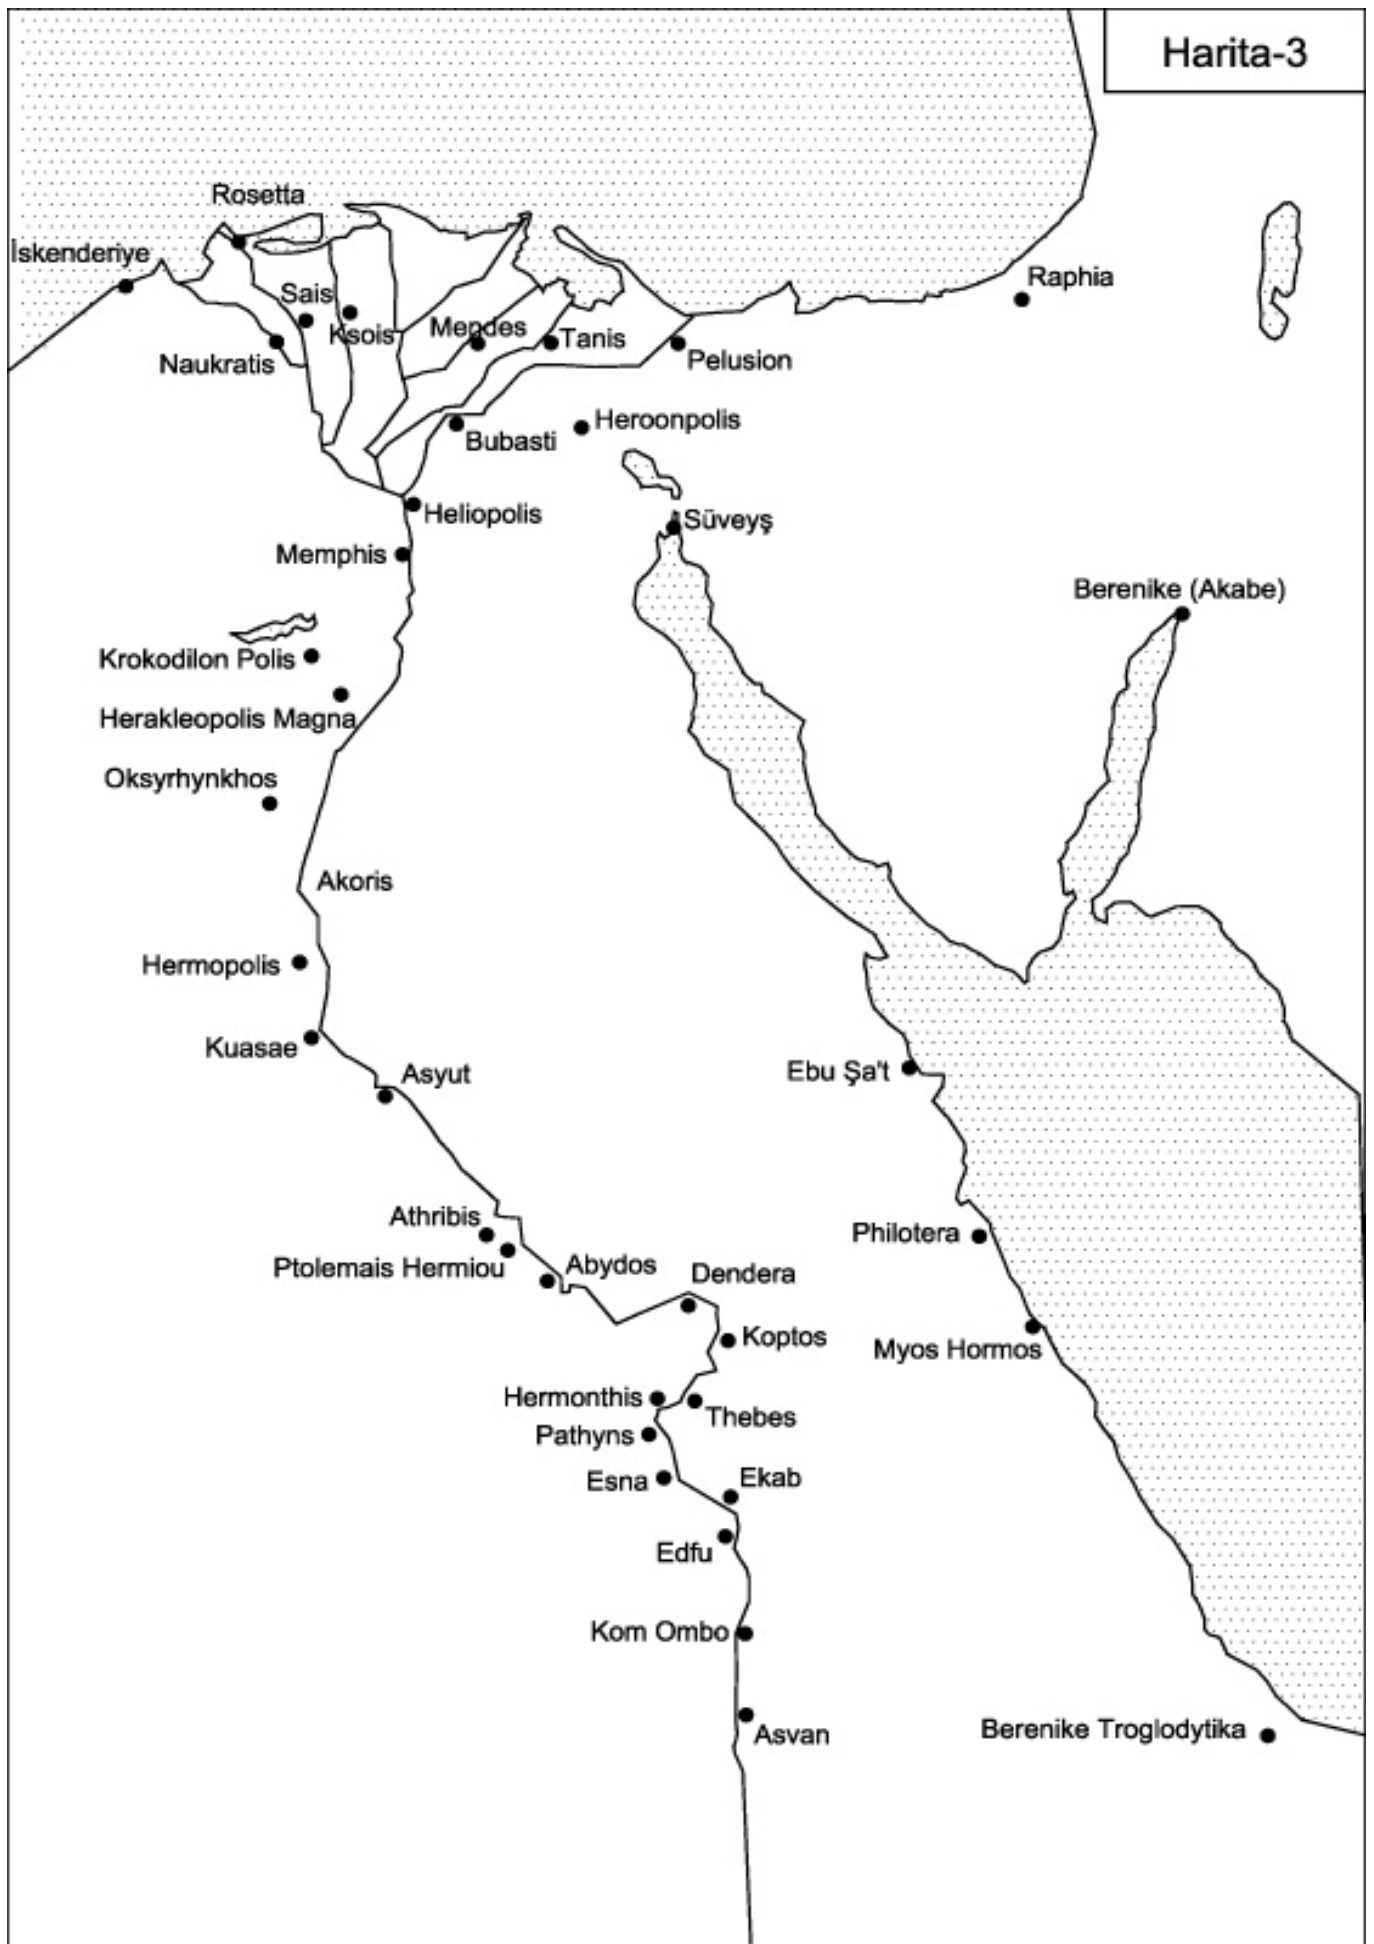 Harita-3
Rosetta
İskenderiye
Raphia
Sais
Ksois
Mendes
Tanis
Naukratis
Pelusion
Heroonpolis
Bubasti
Heliopolis
Süveyş
Memphis
Berenike (Akabe)
Krokodilon Polis
Herakleopolis Magna
Oksyrhynkhos
Akoris
Hermopolis
Kuasae
Asyut
Ebu Şa't
Athribis
Philotera
Ptolemais Hermiou
Abydos
Dendera
Koptos
Myos Hormos
Hermonthis
Thebes
Pathyns
Esna
Ekab
Edfu
Kom Ombo
Asvan
Berenike Troglodytika